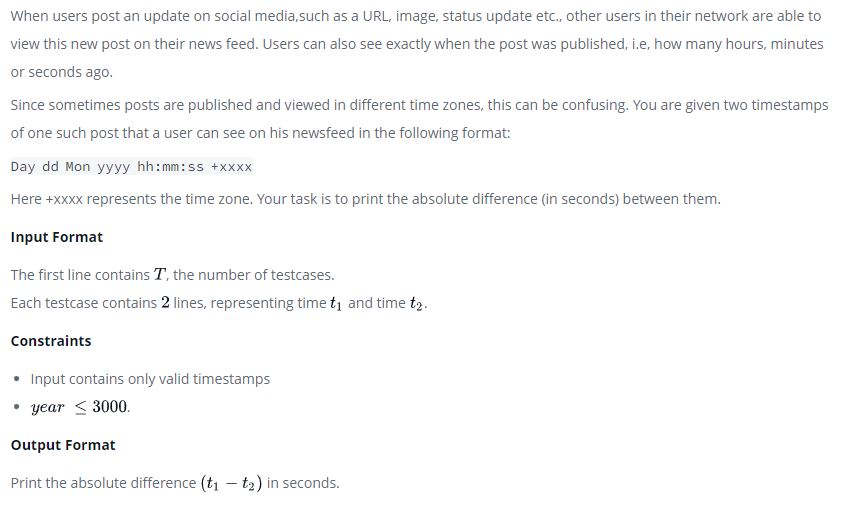 When users post an update on social media,such as a URL, image, status update etc., other users in their network are able to
view this new post on their news feed. Users can also see exactly when the post was published, i.e, how many hours, minutes
or seconds ago.
Since sometimes posts are published and viewed in different time zones, this can be confusing. You are given two timestamps
of one such post that a user can see on his newsfeed in the following format:
Day dd Mon yyyy hh:mm:ss +xxxx
Here +xxxx represents the time zone. Your task is to print the absolute difference (in seconds) between them.
Input Format
The first line contains T, the number of testcases.
Each testcase contains 2 lines, representing time t₁ and time t₂.
Constraints
• Input contains only valid timestamps
• year ≤ 3000.
Output Format
Print the absolute difference (t₁ − t₂) in seconds.